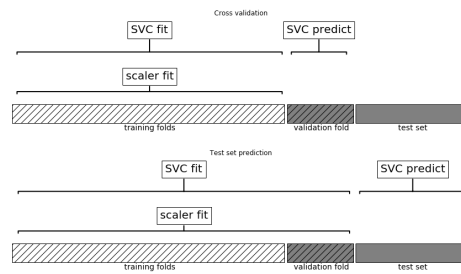 Cross validation
SVC fit
SVC predict
scaler fit
training folds
validation fold
test set
Test set prediction
SVC fit
SVC predict
scaler fit
training folds
validation fold
test set